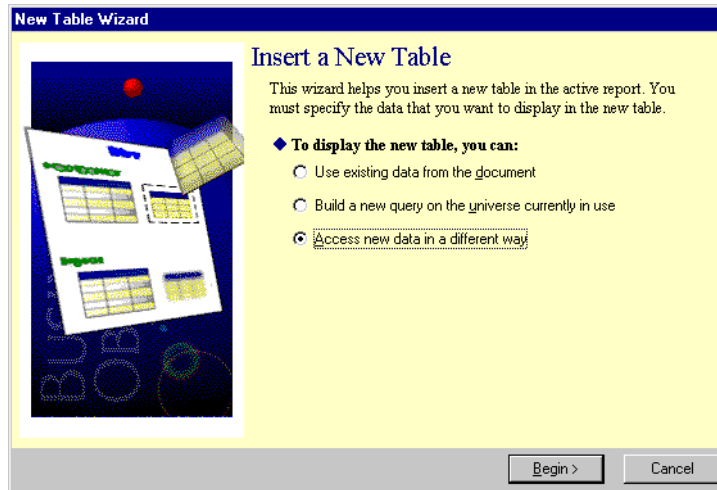 New Table Wizard
Insert a New Table
This wizard helps you insert a new table in the active report. You
must specify the data that you want to display in the new table.
To display the new table, you can:
Use existing data from the document
Build a new query on the universe currently in use
Access new data in a different way
Begin >
Cancel